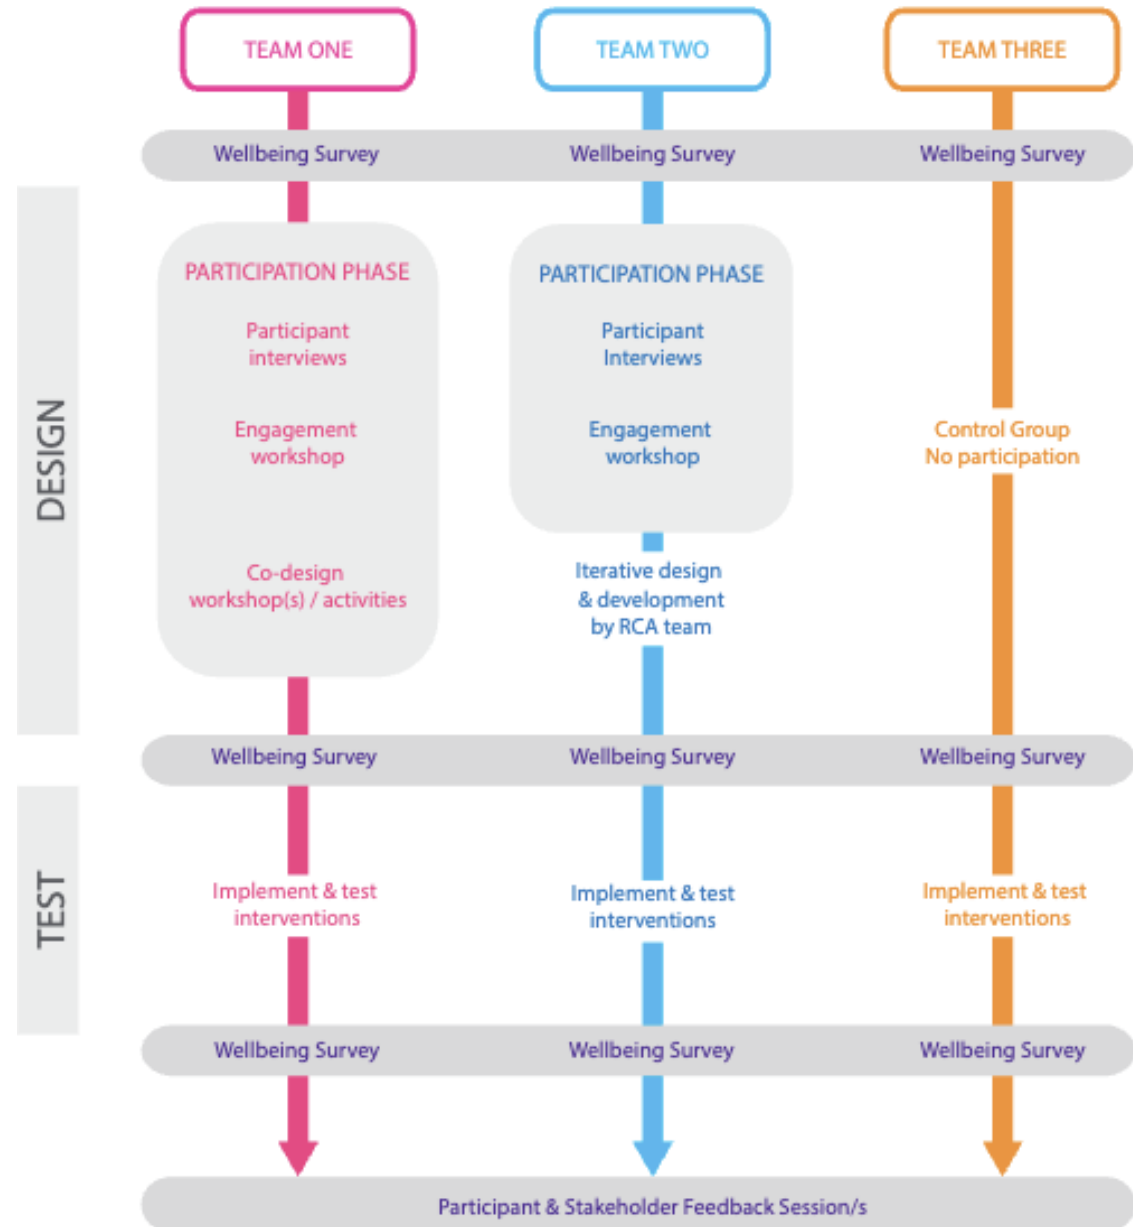 TEAM ONE
TEAM TWO
TEAM THREE
Wellbeing Survey
Wellbeing Survey
Wellbeing Survey
DESIGN
PARTICIPATION PHASE
Participant
interviews
Engagement
workshop
Co-design
workshop(s) / activities
PARTICIPATION PHASE
Participant
Interviews
Engagement
workshop
Iterative design
& development
by RCA team
Control Group
No participation
Wellbeing Survey
Wellbeing Survey
Wellbeing Survey
TEST
Implement & test
interventions
Implement & test
interventions
Implement & test
interventions
Wellbeing Survey
Wellbeing Survey
Wellbeing Survey
Participant & Stakeholder Feedback Session/s